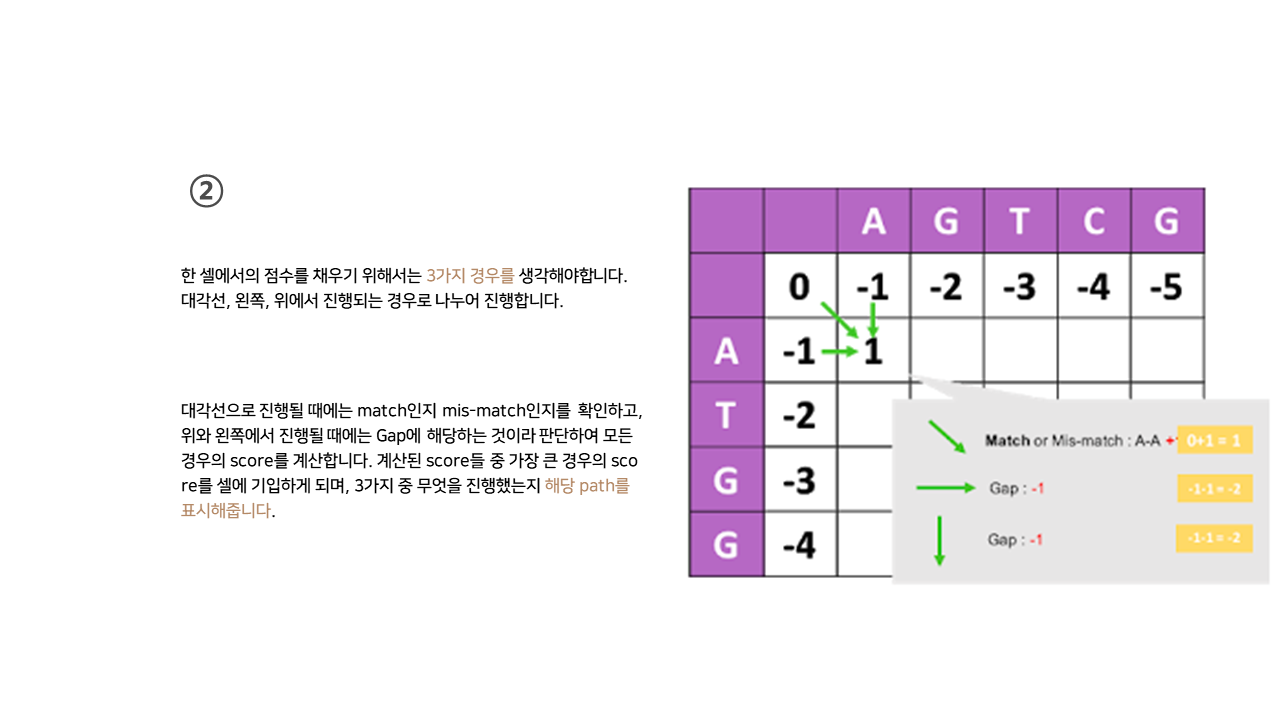 ②
한 셀에서의 점수를 채우기 위해서는 3가지 경우를 생각해야합니다.
대각선, 왼쪽, 위에서 진행되는 경우로 나누어 진행합니다.
대각선으로 진행될 때에는 match인지 mis-match인지를 확인하고,
위와 왼쪽에서 진행될 때에는 Gap에 해당하는 것이라 판단하여 모든
경우의 score를 계산합니다. 계산된 score들 중 가장 큰 경우의 sco
re를 셀에 기입하게 되며, 3가지 중 무엇을 진행했는지 해당 path를
표시해줍니다.
A G T C G
0 -1 -2 -3 -4 -5
A -1 1
T -2
G -3
G -4
Match or Mis-match : A-A + 0+1 = 1
Gap : -1 -1-1 = -2
Gap : -1 -1-1 = -2